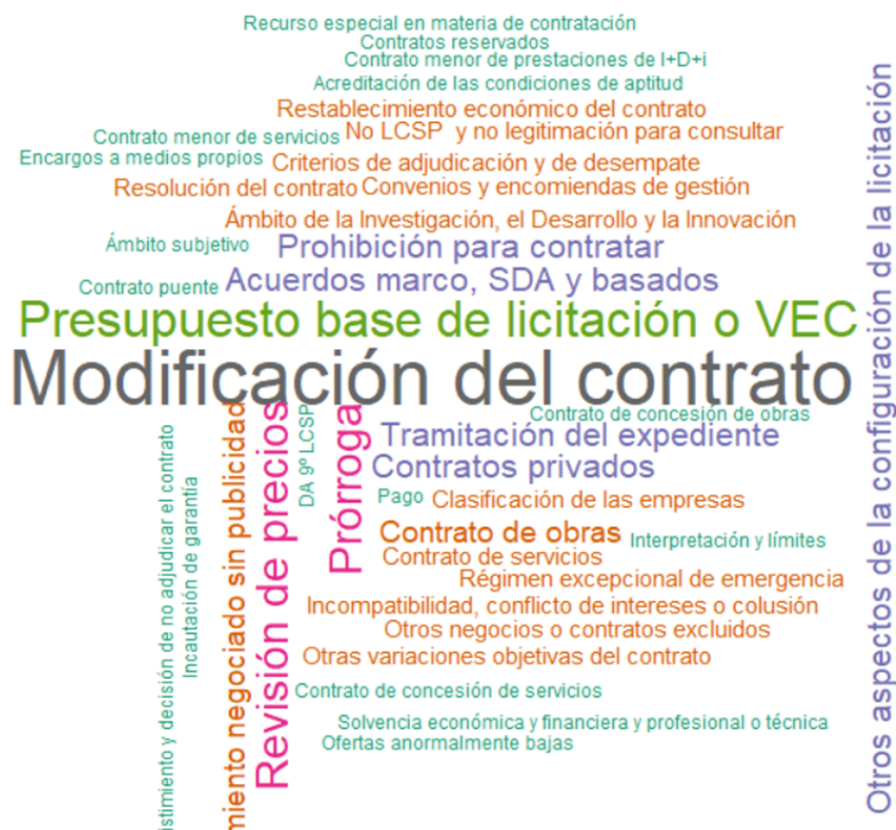 Recurso especial en materia de contratación
Contratos reservados
Contrato menor de prestaciones de I+D+i
Acreditación de las condiciones de aptitud
Restablecimiento económico del contrato
Contrato menor de servicios
No LCSP y no legitimación para consultar
Encargos a medios propios
Criterios de adjudicación y de desempate
Resolución del contrato
Convenios y encomiendas de gestión
Ámbito de la Investigación, el Desarrollo y la Innovación
Ámbito subjetivo
Prohibición para contratar
Contrato puente
Acuerdos marco, SDA y basados
Presupuesto base de licitación o VEC
Modificación del contrato
Otros aspectos de la configuración de la licitación
y decisión de no adjudicar el contrato
Incautación de garantía
negociado sin publicidad
Revisión de precios
DA 9º LCSP
Prórroga
Contrato de concesión de obras
Tramitación del expediente
Contratos privados
Pago
Clasificación de las empresas
Contrato de obras
Interpretación y límites
Contrato de servicios
Régimen excepcional de emergencia
Incompatibilidad, conflicto de intereses o colusión
Otros negocios o contratos excluidos
Otras variaciones objetivas del contrato
Contrato de concesión de servicios
Solvencia económica y financiera y profesional o técnica
Ofertas anormalmente bajas